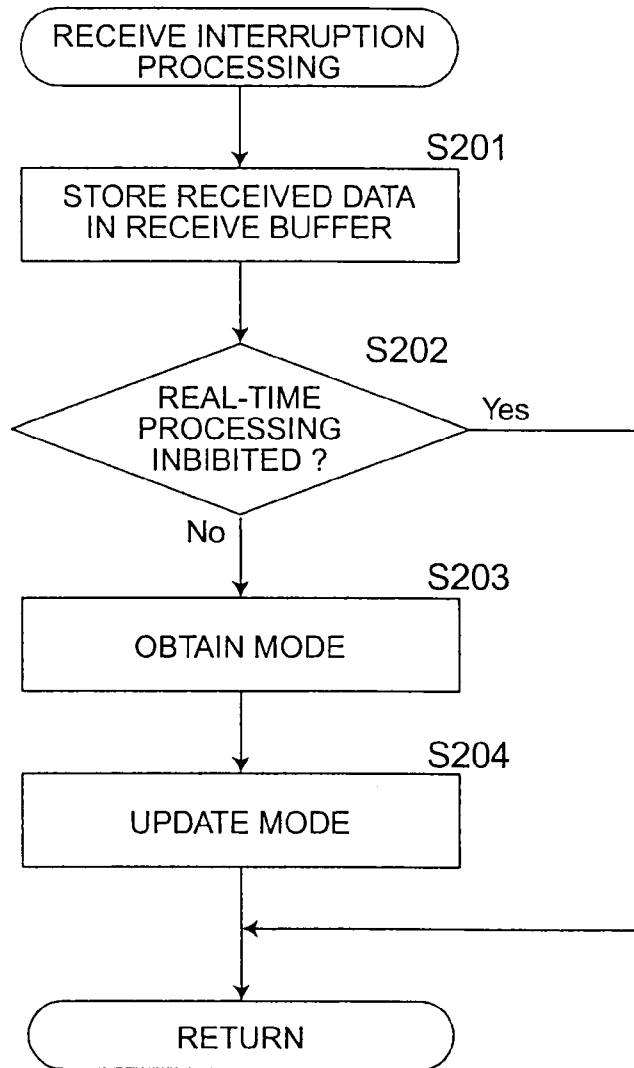 RECEIVE INTERRUPTION
PROCESSING
S201
STORE RECEIVED DATA
IN RECEIVE BUFFER
S202
REAL-TIME
PROCESSING
INBIBITED ?
Yes
No
S203
OBTAIN MODE
S204
UPDATE MODE
RETURN